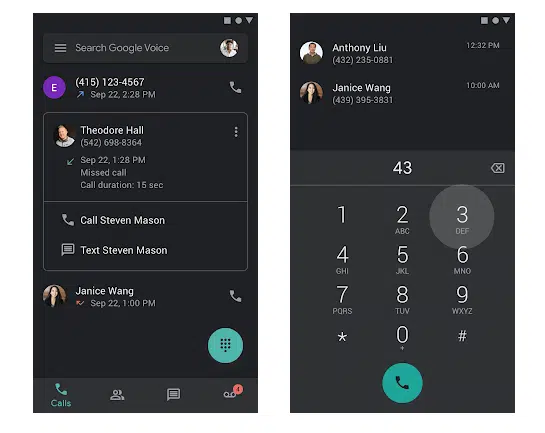 Search Google Voice
E
(415) 123-4567
Sep 22, 2:28 PM
Theodore Hall
(542) 698-8364
Sep 22, 1:28 PM
Missed call
Call duration: 15 sec
Call Steven Mason
Text Steven Mason
Janice Wang
Sep 22, 1:00 PM
Calls
4
Anthony Liu
12:32 PM
(432) 235-0881
Janice Wang
10:00 AM
(439) 395-3831
43
1 2 3
ABC DEF
4 5 6
GHI JKL MNO
7 8 9
PQRS TUV WXYZ
* 0 #
+